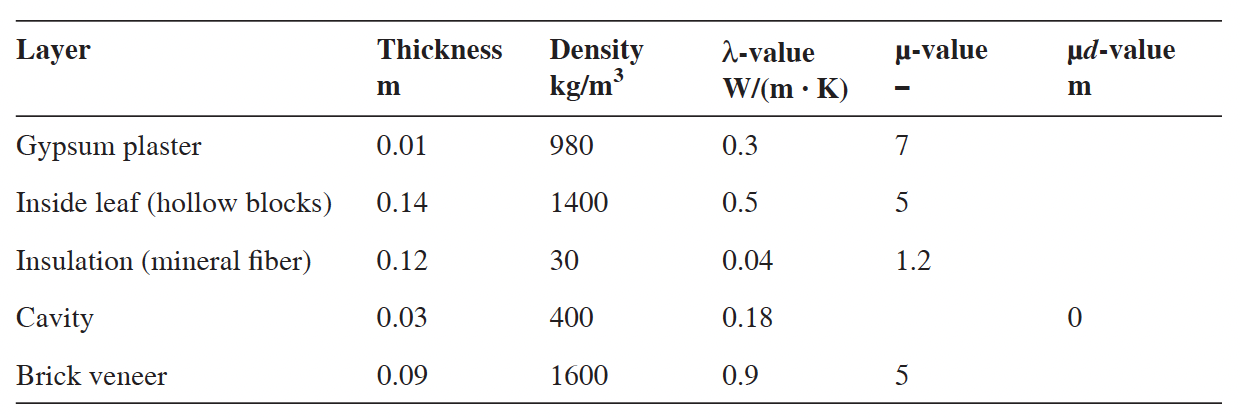 Layer Thickness Density λ-value μ-value μd-value
m kg/m³ W/(m · K) – m
Gypsum plaster 0.01 980 0.3 7
Inside leaf (hollow blocks) 0.14 1400 0.5 5
Insulation (mineral fiber) 0.12 30 0.04 1.2
Cavity 0.03 400 0.18 0
Brick veneer 0.09 1600 0.9 5